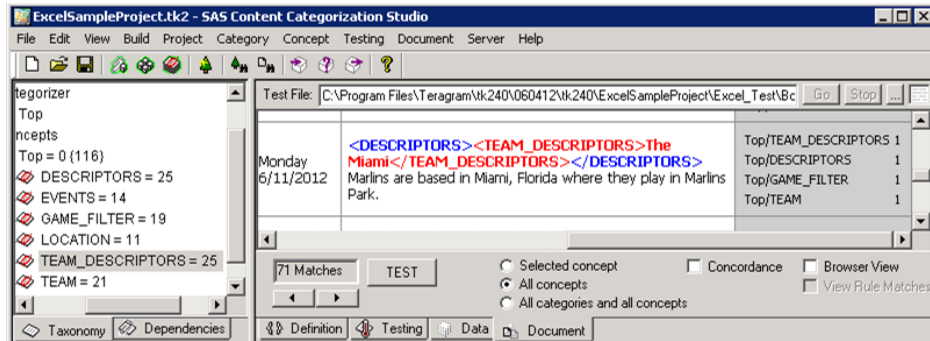 ExcelSampleProject.tk2 - SAS Content Categorization Studio
File Edit View Build Project Category Concept Testing Document Server Help
tegorizer
Top
ncepts
Top = 0 {116}
DESCRIPTORS = 25
EVENTS = 14
GAME_FILTER = 19
LOCATION = 11
TEAM_DESCRIPTORS = 25
TEAM = 21
Taxonomy Dependencies
Test File: C:\Program Files\Teragram\tk240\060412\tk240\ExcelSampleProject\Excel_Test\Bc Go Stop ...
Monday
6/11/2012
<DESCRIPTORS><TEAM_DESCRIPTORS>The
Miami</TEAM_DESCRIPTORS></DESCRIPTORS>
Marlins are based in Miami, Florida where they play in Marlins
Park.
Top/TEAM_DESCRIPTORS 1
Top/DESCRIPTORS 1
Top/GAME_FILTER 1
Top/TEAM 1
71 Matches TEST
Selected concept
All concepts
All categories and all concepts
Concordance Browser View
View Rule Matches
Definition Testing Data Document